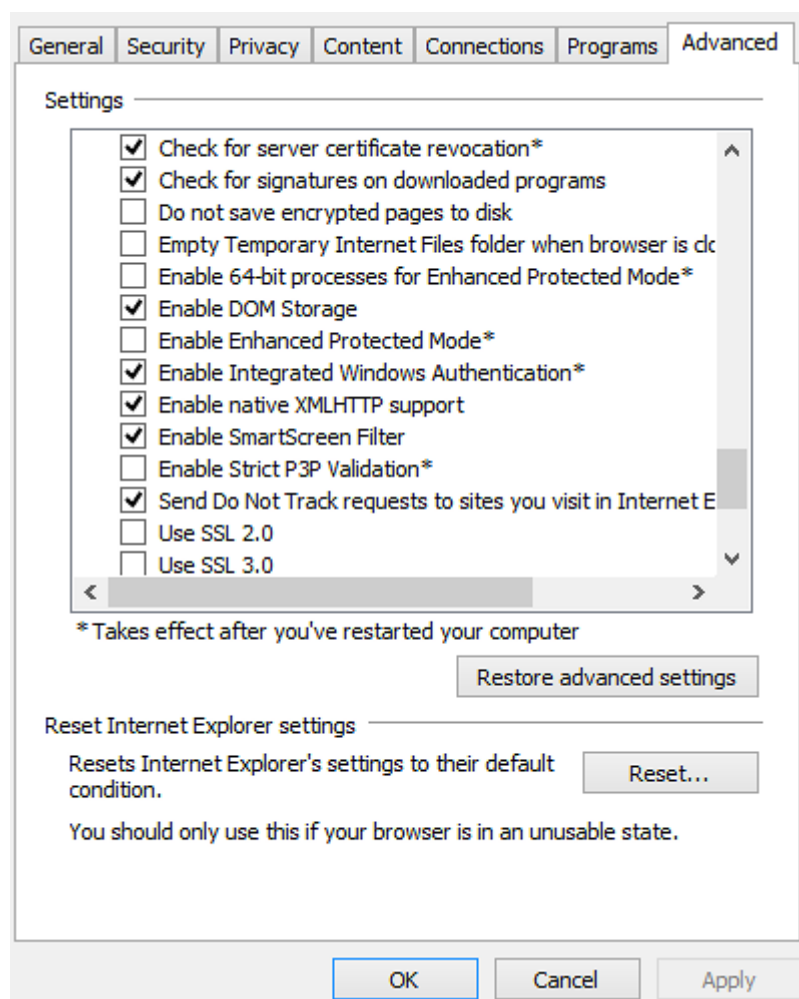 General Security Privacy Content Connections Programs Advanced
Settings
Check for server certificate revocation*
Check for signatures on downloaded programs
Do not save encrypted pages to disk
Empty Temporary Internet Files folder when browser is clo
Enable 64-bit processes for Enhanced Protected Mode*
Enable DOM Storage
Enable Enhanced Protected Mode*
Enable Integrated Windows Authentication*
Enable native XMLHTTP support
Enable SmartScreen Filter
Enable Strict P3P Validation*
Send Do Not Track requests to sites you visit in Internet E
Use SSL 2.0
Use SSL 3.0
* Takes effect after you've restarted your computer
Restore advanced settings
Reset Internet Explorer settings
Resets Internet Explorer's settings to their default
condition.
Reset...
You should only use this if your browser is in an unusable state.
OK Cancel Apply